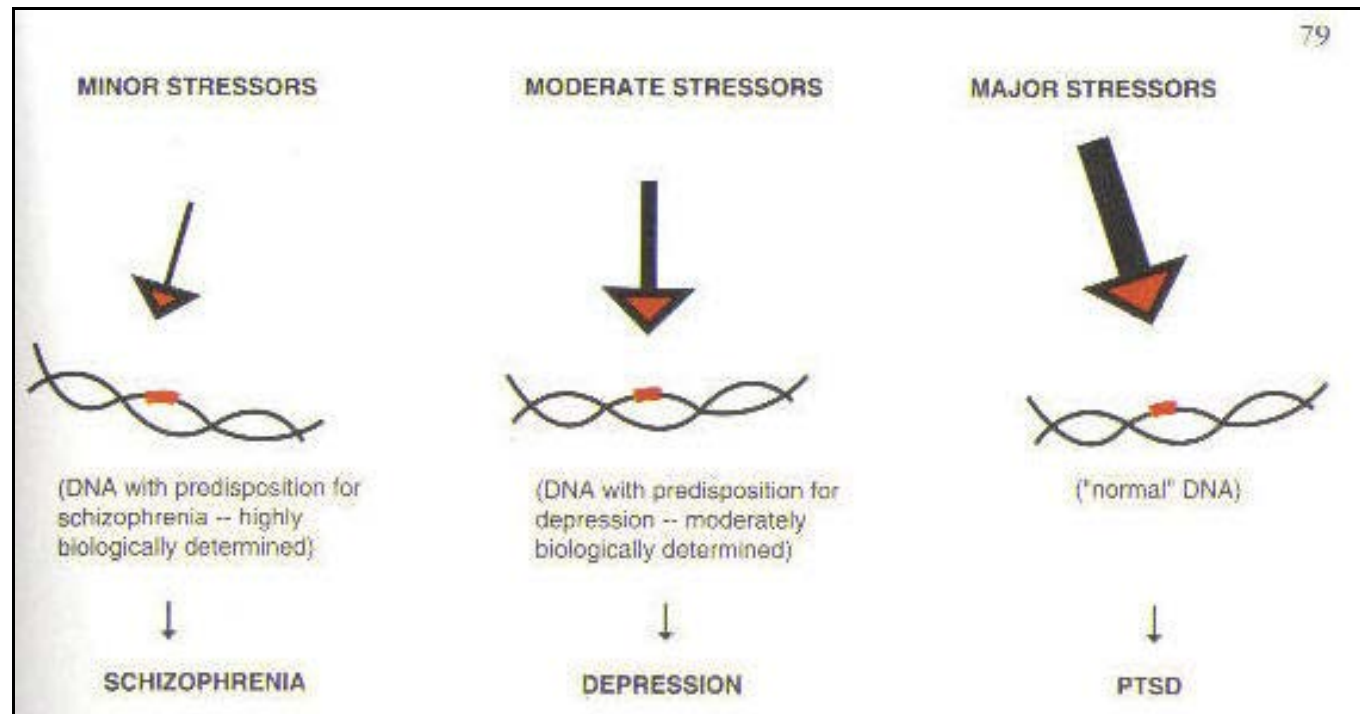 79
MINOR STRESSORS
MODERATE STRESSORS
MAJOR STRESSORS
(DNA with predisposition for
schizophrenia -- highly
biologically determined)
(DNA with predisposition for
depression -- moderately
biologically determined)
("normal" DNA)
SCHIZOPHRENIA
DEPRESSION
PTSD